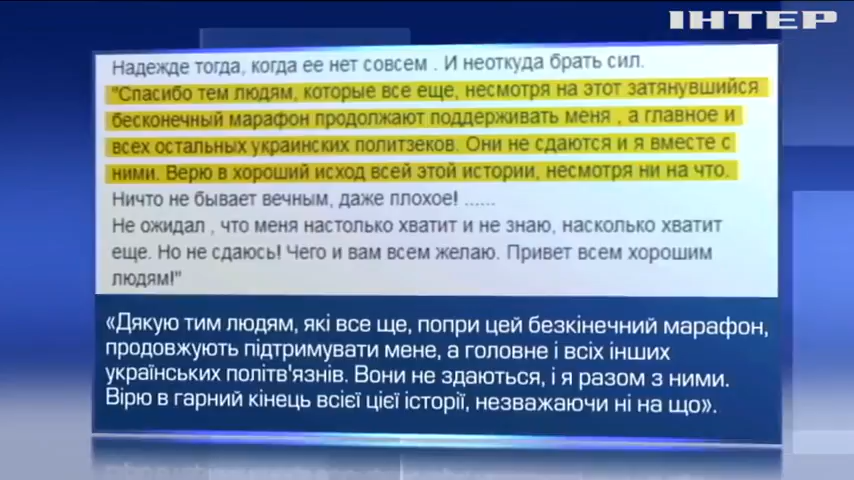 ІНТЕР
Надежде тогда, когда ее нет совсем . И неоткуда брать сил.
"Спасибо тем людям, которые все еще, несмотря на этот затянувшийся
бесконечный марафон продолжают поддерживать меня , а главное и
всех остальных украинских политзеков. Они не сдаются и я вместе с
ними. Верю в хороший исход всей этой истории, несмотря ни на что.
Ничто не бывает вечным, даже плохое! ......
Не ожидал , что меня настолько хватит и не знаю, насколько хватит
еще. Но не сдаюсь! Чего и вам всем желаю. Привет всем хорошим
людям!"
«Дякую тим людям, які все ще, попри цей безкінечний марафон,
продовжують підтримувати мене, а головне і всіх інших
українських політв'язнів. Вони не здаються, і я разом з ними.
Вірю в гарний кінець всієї цієї історії, незважаючи ні на що».